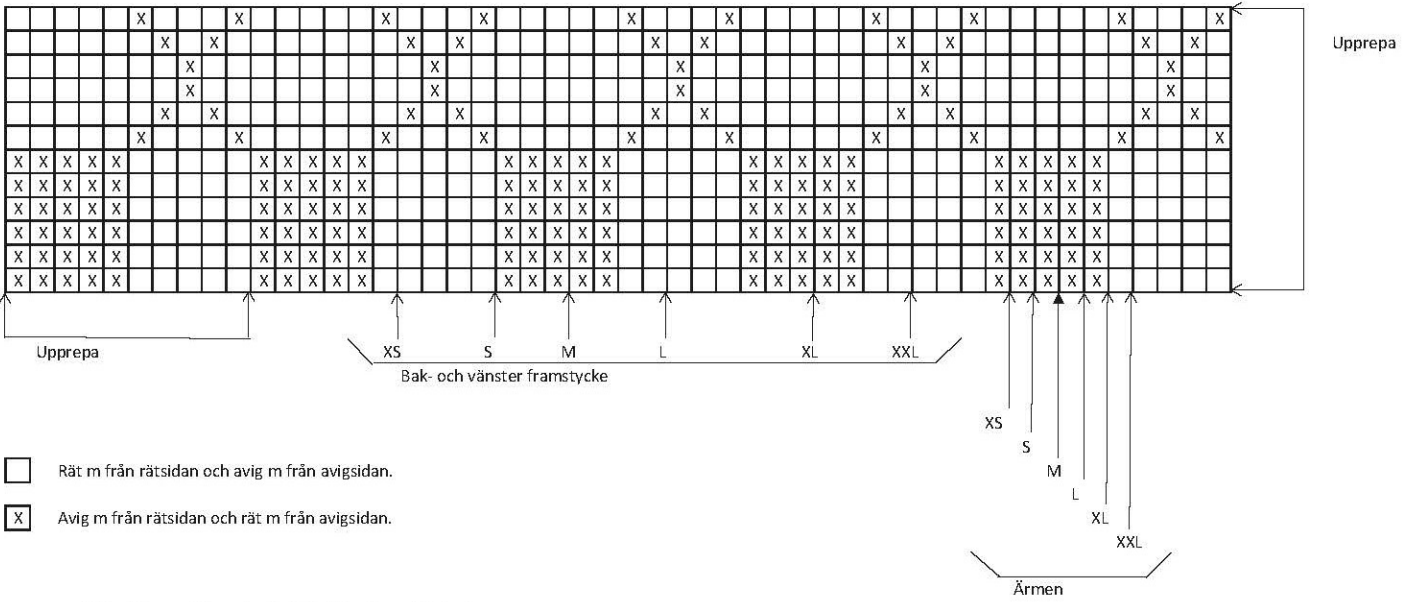 X X X X X X X X X X
X X X X X X X X X X
X X X X X
X X X X X
X X X X X X X X X X
X X X X X X X X X X
X X X X X X X X X X X X X X X X X X X X X X X X X
X X X X X X X X X X X X X X X X X X X X X X X X X
X X X X X X X X X X X X X X X X X X X X X X X X X
X X X X X X X X X X X X X X X X X X X X X X X X X
X X X X X X X X X X X X X X X X X X X X X X X X X
X X X X X X X X X X X X X X X X X X X X X X X X X
Upprepa
Upprepa
XS S M L XL XXL
Bak- och vänster framstycke
XS
S
M
L
XL
XXL
Ärmen
Rät m från rätsidan och avig m från avigsidan.
X Avig m från rätsidan och rät m från avigsidan.